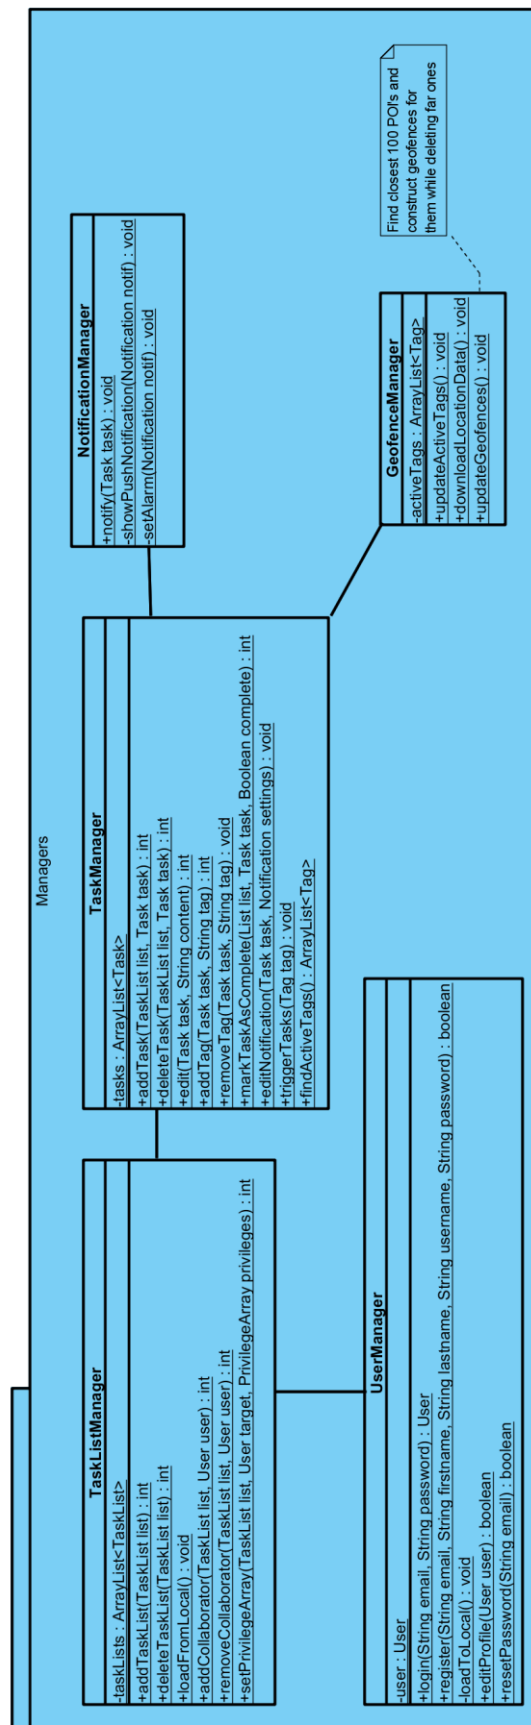 Managers
TaskListManager
-taskLists : ArrayList<TaskList>
+addTaskList(TaskList list) : int
+deleteTaskList(TaskList list) : int
+loadFromLocal() : void
+addCollaborator(TaskList list, User user) : int
+removeCollaborator(TaskList list, User user) : int
+setPrivilegeArray(TaskList list, User target, PrivilegeArray privileges) : int
TaskManager
-tasks : ArrayList<Task>
+addTask(TaskList list, Task task) : int
+deleteTask(TaskList list, Task task) : int
+edit(Task task, String content) : int
+addTag(Task task, String tag) : int
+removeTag(Task task, String tag) : void
+markTaskAsComplete(List list, Task task, Boolean complete) : int
+editNotification(Task task, Notification settings) : void
+triggerTasks(Tag tag) : void
+findActiveTags() : ArrayList<Tag>
NotificationManager
+notify(Task task) : void
-showPushNotification(Notification notif) : void
-setAlarm(Notification notif) : void
UserManager
-user : User
+login(String email, String password) : User
+register(String email, String firstname, String lastname, String username, String password) : boolean
-loadToLocal() : void
+editProfile(User user) : boolean
+resetPassword(String email) : boolean
GeofenceManager
-activeTags : ArrayList<Tag>
+updateActiveTags() : void
+downloadLocationData() : void
+updateGeofences() : void
Find closest 100 POI's and
construct geofences for
them while deleting far ones